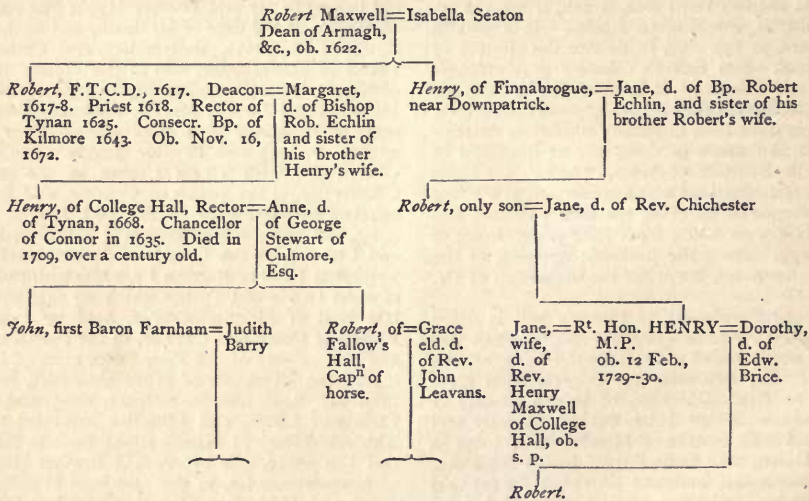 Robert Maxwell=Isabella Seaton
Dean of Armagh,
&c., ob. 1622.
Robert, F.T.C.D., 1617. Deacon=Margaret,
1617-8. Priest 1618. Rector of
Tynan 1625. Consecr. Bp. of
Kilmore 1643. Ob. Nov. 16,
1672.
d. of Bishop
Rob. Echlin
and sister of
his brother
Henry's wife.
Henry, of Finnabrogue,=Jane, d. of Bp. Robert
near Downpatrick.
Echlin, and sister of his
brother Robert's wife.
Henry, of College Hall, Rector=Anne, d.
of Tynan, 1668. Chancellor
of Connor in 1635. Died in
1709, over a century old.
of George
Stewart of
Culmore,
Esq.
Robert, only son=Jane, d. of Rev. Chichester
John, first Baron Farnham=Judith
Barry
Robert, of=Grace
Fallow's
Hall,
Capn of
horse.
eld. d.
of Rev.
John
Leavans.
Jane,=Rt. Hon. HENRY=Dorothy,
wife,
d. of
Rev.
Henry
Maxwell
of College
Hall, ob.
s. p.
M.P.
ob. 12 Feb.,
1729--30.
d. of
Edw.
Brice.
Robert.